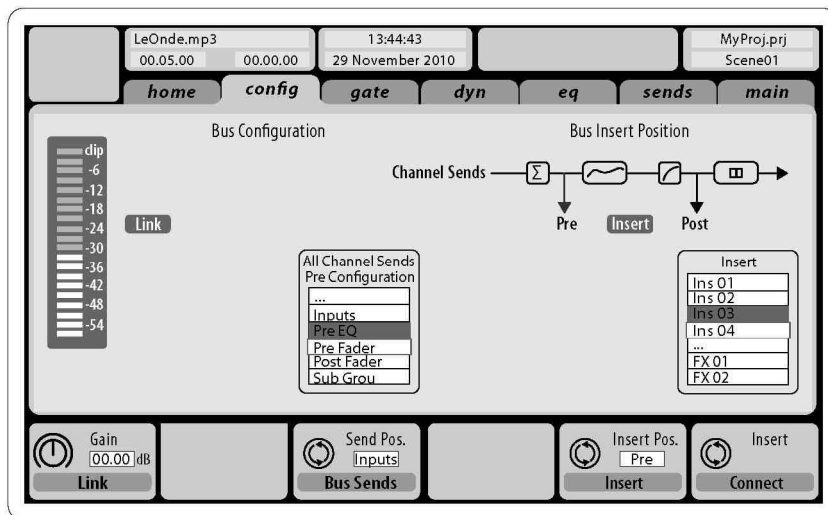 LeOnde.mp3
00.05.00 00.00.00
13:44:43
29 November 2010
MyProj.prj
Scene01
home config gate dyn eq sends main
Bus Configuration
Bus Insert Position
clip
-6
-12
-18
-24
-30
-36
-42
-48
-54
Link
Channel Sends
Σ
Pre Insert Post
All Channel Sends
Pre Configuration
...
Inputs
Pre EQ
Pre Fader
Post Fader
Sub Grou
Insert
Ins 01
Ins 02
Ins 03
Ins 04
...
FX 01
FX 02
Gain
00.00 dB
Link
Send Pos.
Inputs
Bus Sends
Insert Pos.
Pre
Insert
Insert
Connect